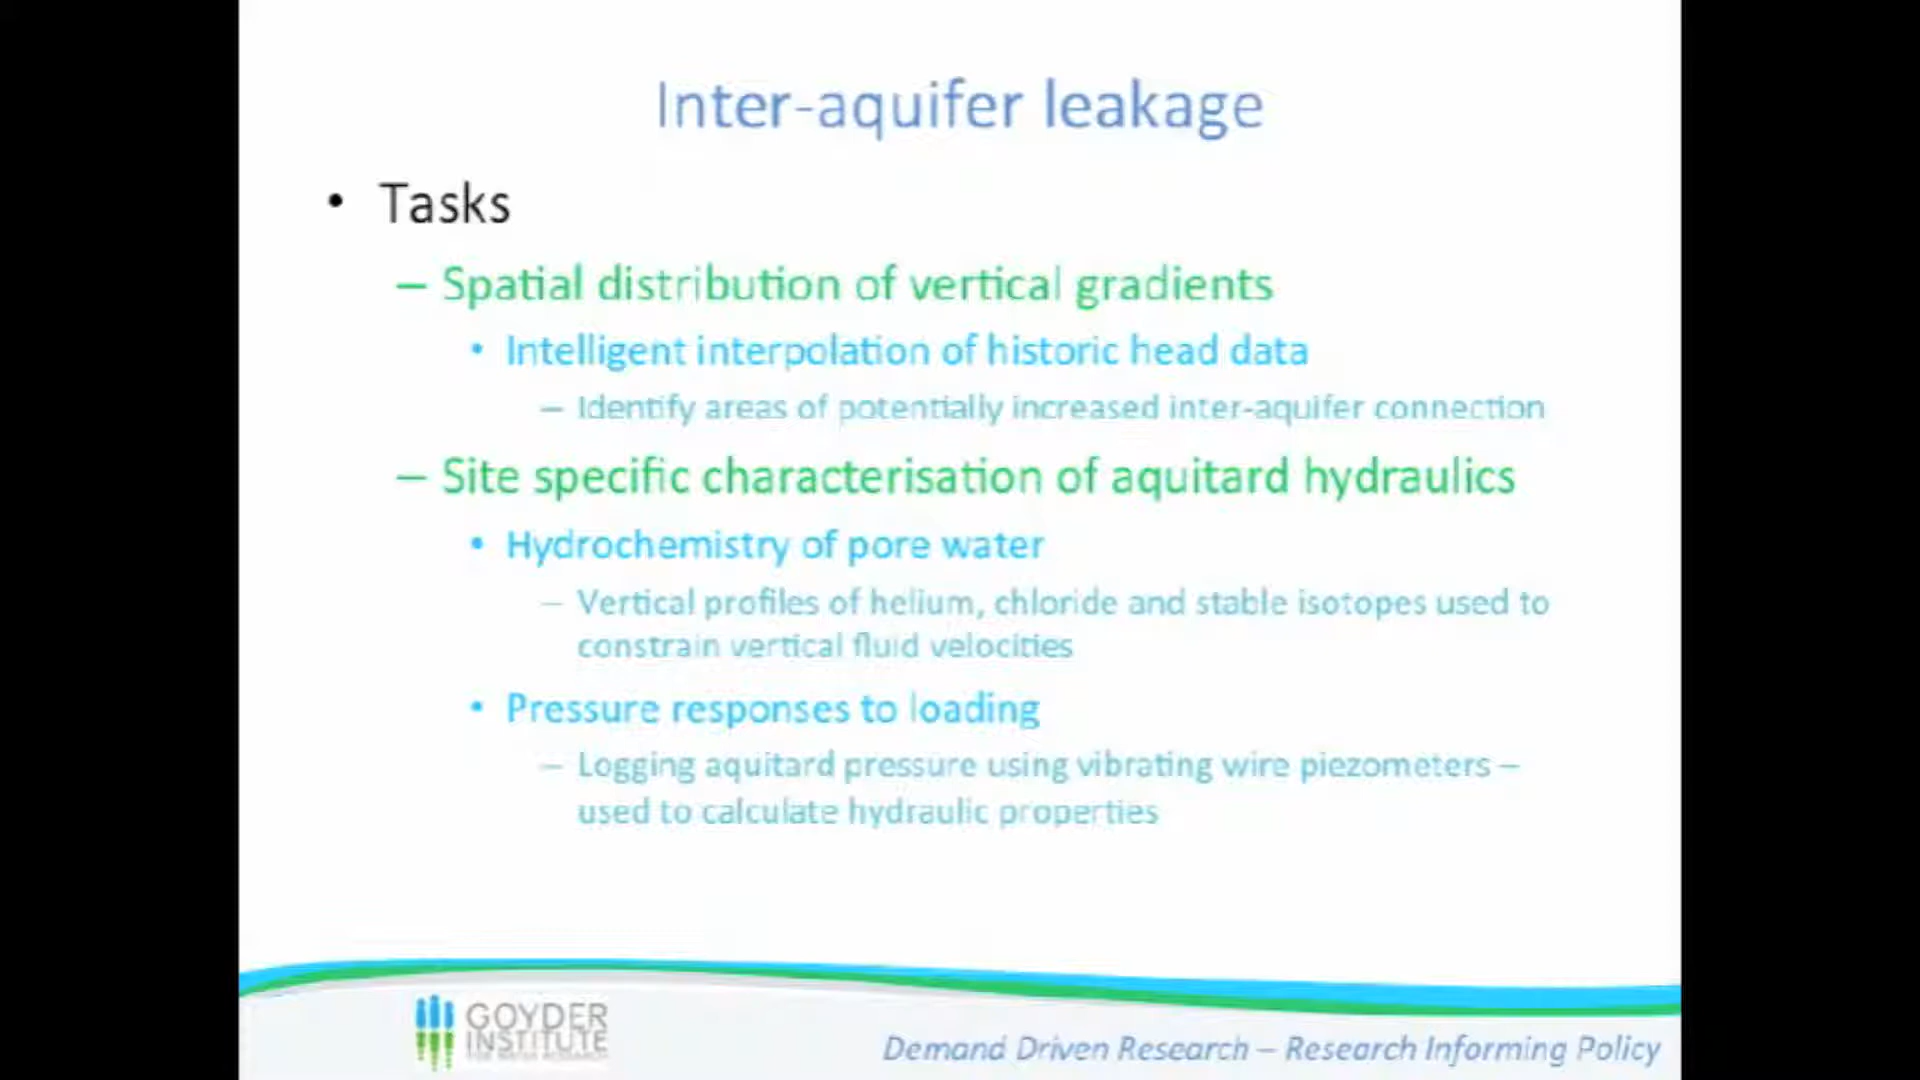 Inter-aquifer leakage
• Tasks
– Spatial distribution of vertical gradients
• Intelligent interpolation of historic head data
– Identify areas of potentially increased inter-aquifer connection
– Site specific characterisation of aquitard hydraulics
• Hydrochemistry of pore water
– Vertical profiles of helium, chloride and stable isotopes used to
constrain vertical fluid velocities
• Pressure responses to loading
– Logging aquitard pressure using vibrating wire piezometers –
used to calculate hydraulic properties
GOYDER
INSTITUTE
FOR WATER RESEARCH
Demand Driven Research – Research Informing Policy